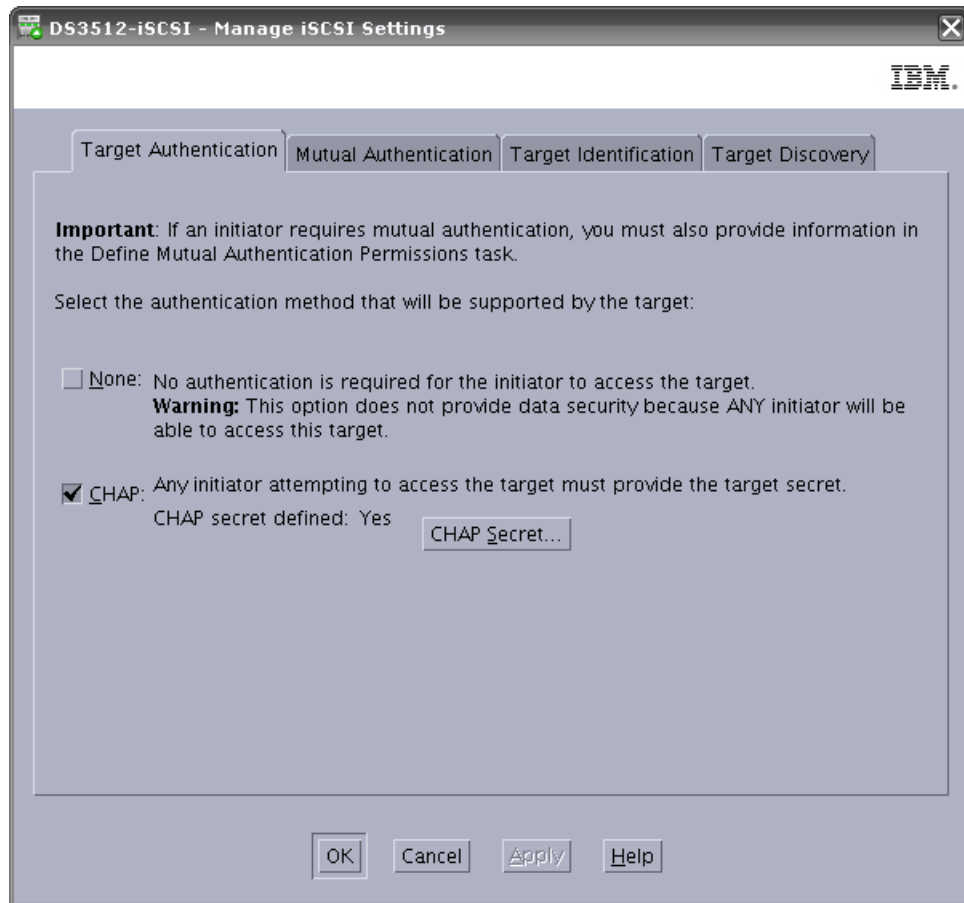 DS3512-iSCSI - Manage iSCSI Settings
IBM.
Target Authentication Mutual Authentication Target Identification Target Discovery
Important: If an initiator requires mutual authentication, you must also provide information in
the Define Mutual Authentication Permissions task.
Select the authentication method that will be supported by the target:
None: No authentication is required for the initiator to access the target.
Warning: This option does not provide data security because ANY initiator will be
able to access this target.
CHAP: Any initiator attempting to access the target must provide the target secret.
CHAP secret defined: Yes CHAP Secret...
OK Cancel Apply Help